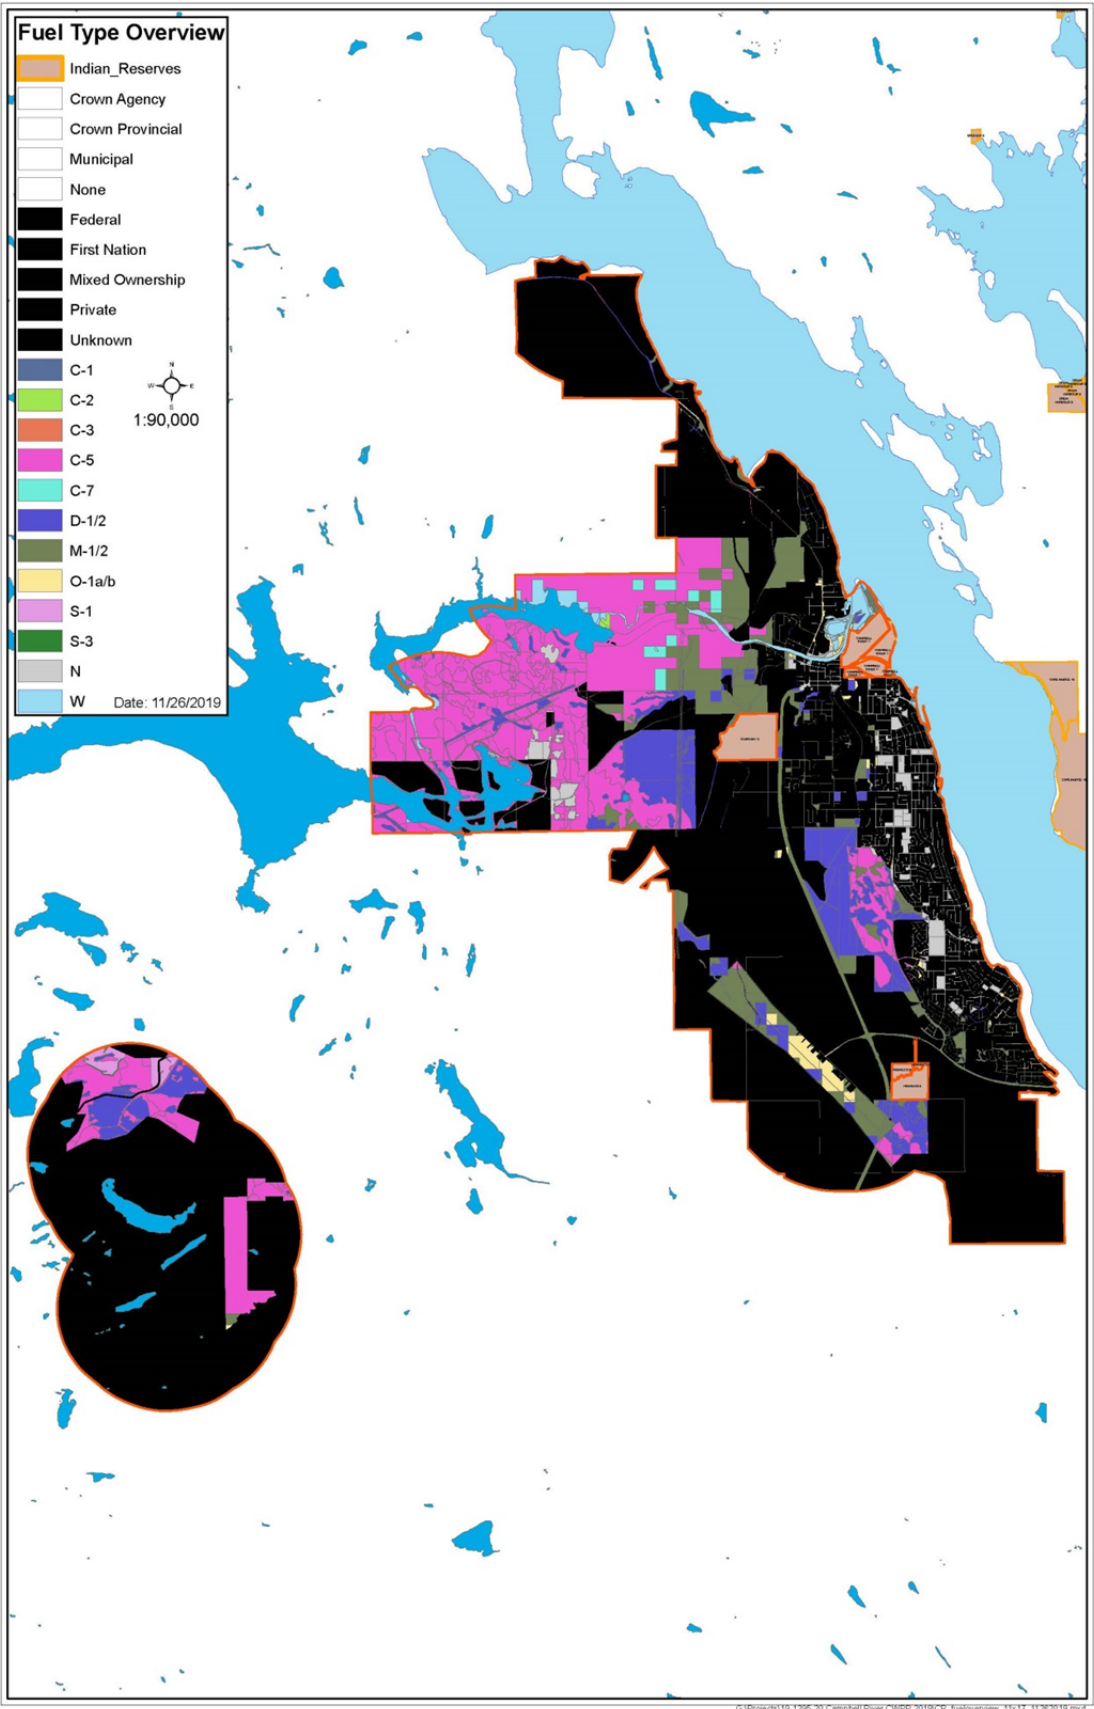 Fuel Type Overview
Indian_Reserves
Crown Agency
Crown Provincial
Municipal
None
Federal
First Nation
Mixed Ownership
Private
Unknown
C-1
C-2
C-3
C-5
C-7
D-1/2
M-1/2
O-1a/b
S-1
S-3
N
W
N
W
E
S
1:90,000
Date: 11/26/2019